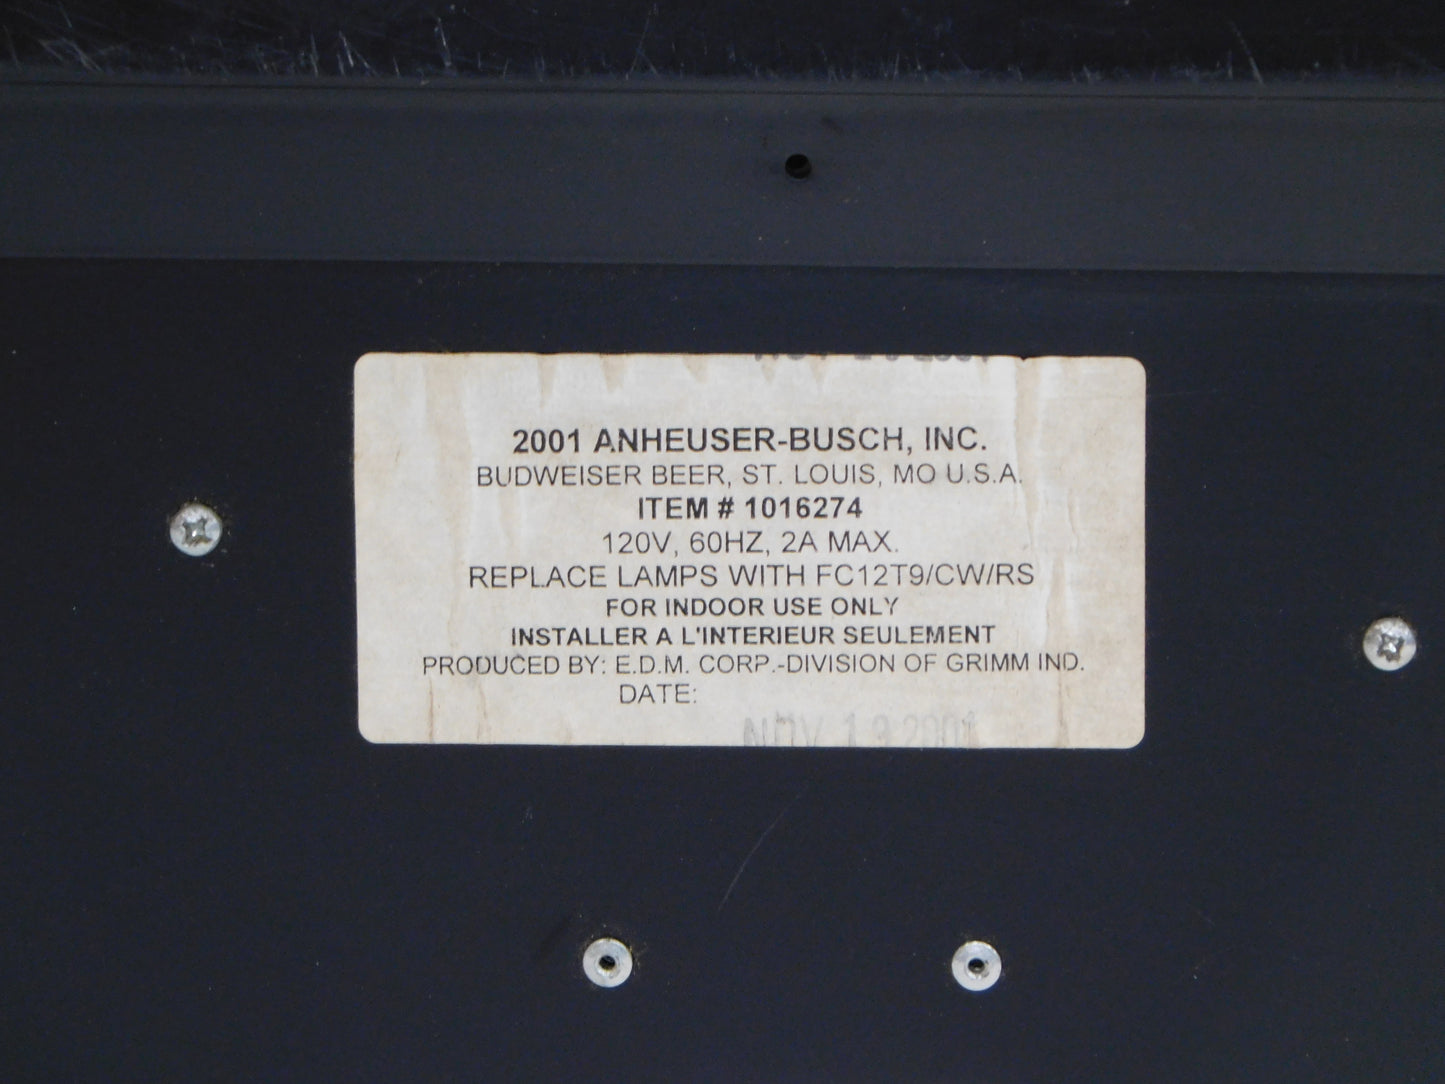 2001 ANHEUSER-BUSCH, INC.
BUDWEISER BEER, ST. LOUIS, MO U.S.A.
ITEM # 1016274
120V, 60HZ, 2A MAX.
REPLACE LAMPS WITH FC12T9/CW/RS
FOR INDOOR USE ONLY
INSTALLER A L'INTERIEUR SEULEMENT
PRODUCED BY: E.D.M. CORP.-DIVISION OF GRIMM IND.
DATE:
NOV 13 2001